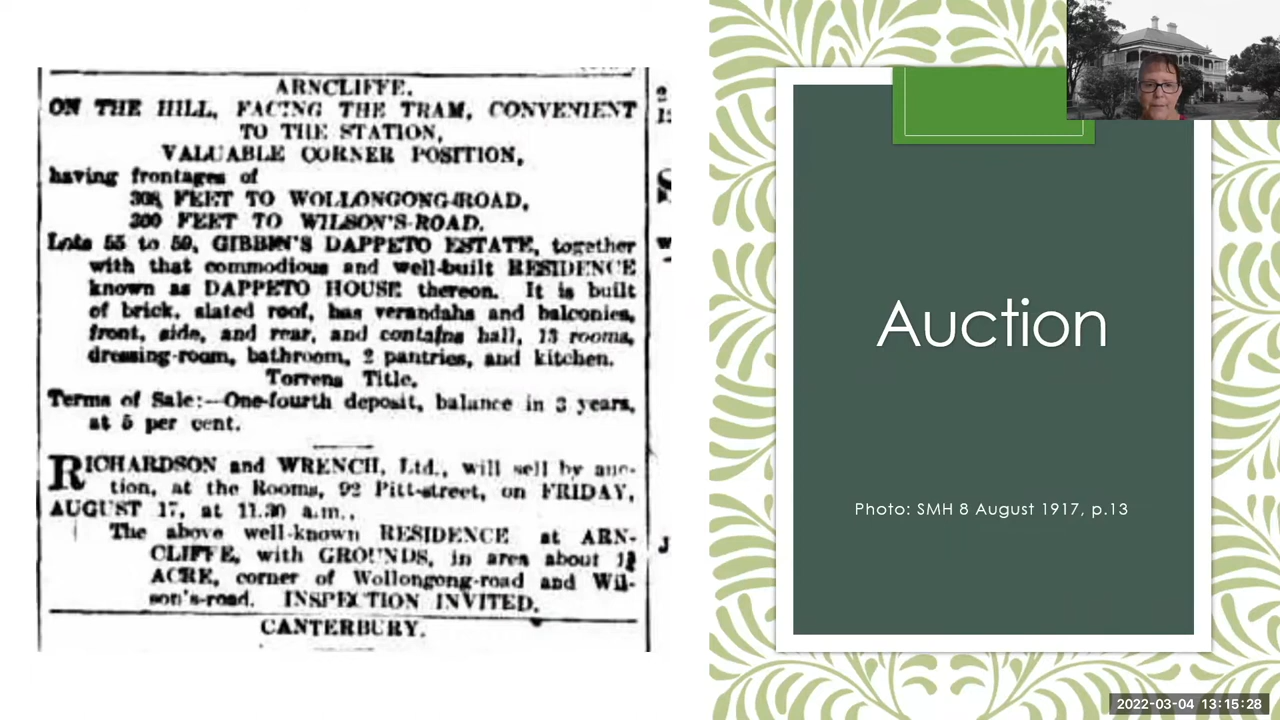 ARNCLIFFE.
ON THE HILL, FACING THE TRAM, CONVENIENT
TO THE STATION,
VALUABLE CORNER POSITION,
having frontages of
FEET TO WOLLONGONG-ROAD,
FEET TO WILSON'S-ROAD.
Lots 55 to 59, GIBBIN'S DAPPETO ESTATE, together
with that commodious and well-built RESIDENCE
known as DAPPETO HOUSE thereon. It is built
of brick, slated roof, has verandahs and balconies,
front, side, and rear, and contains hall, 13 rooms,
dressing-room, bathroom, 2 pantries, and kitchen.
Torrens Title.
Terms of Sale:—One-fourth deposit, balance in 3 years,
at 5 per cent.
RICHARDSON and WRENCH, Ltd., will sell by auc-
tion, at the Rooms, 92 Pitt-street, on FRIDAY,
AUGUST 17, at 11.30 a.m.,
The above well-known RESIDENCE at ARN-
CLIFFE, with GROUNDS, in area about
ACRE, corner of Wollongong-road and Wil-
son's-road. INSPECTION INVITED.
CANTERBURY.
Auction
Photo: SMH 8 August 1917, p.13
2022-03-04 13:15:28